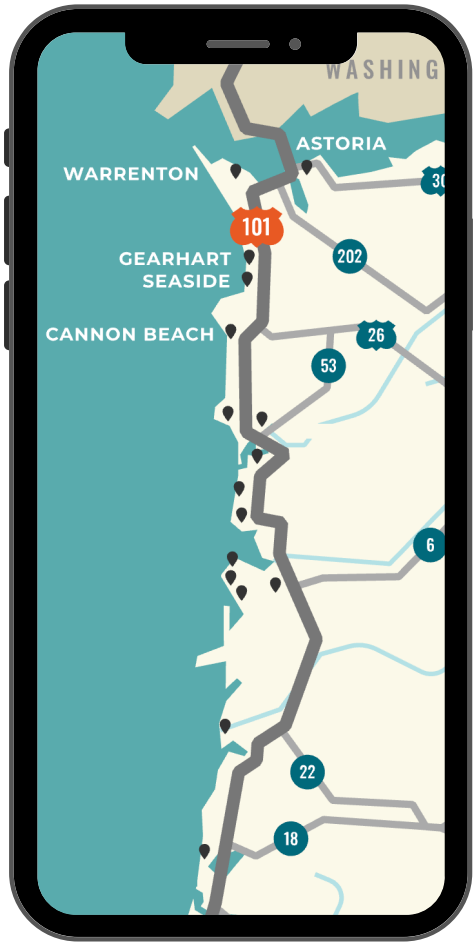 WASHING
ASTORIA
WARRENTON
30
101
GEARHART
202
SEASIDE
CANNON BEACH
26
53
6
22
18